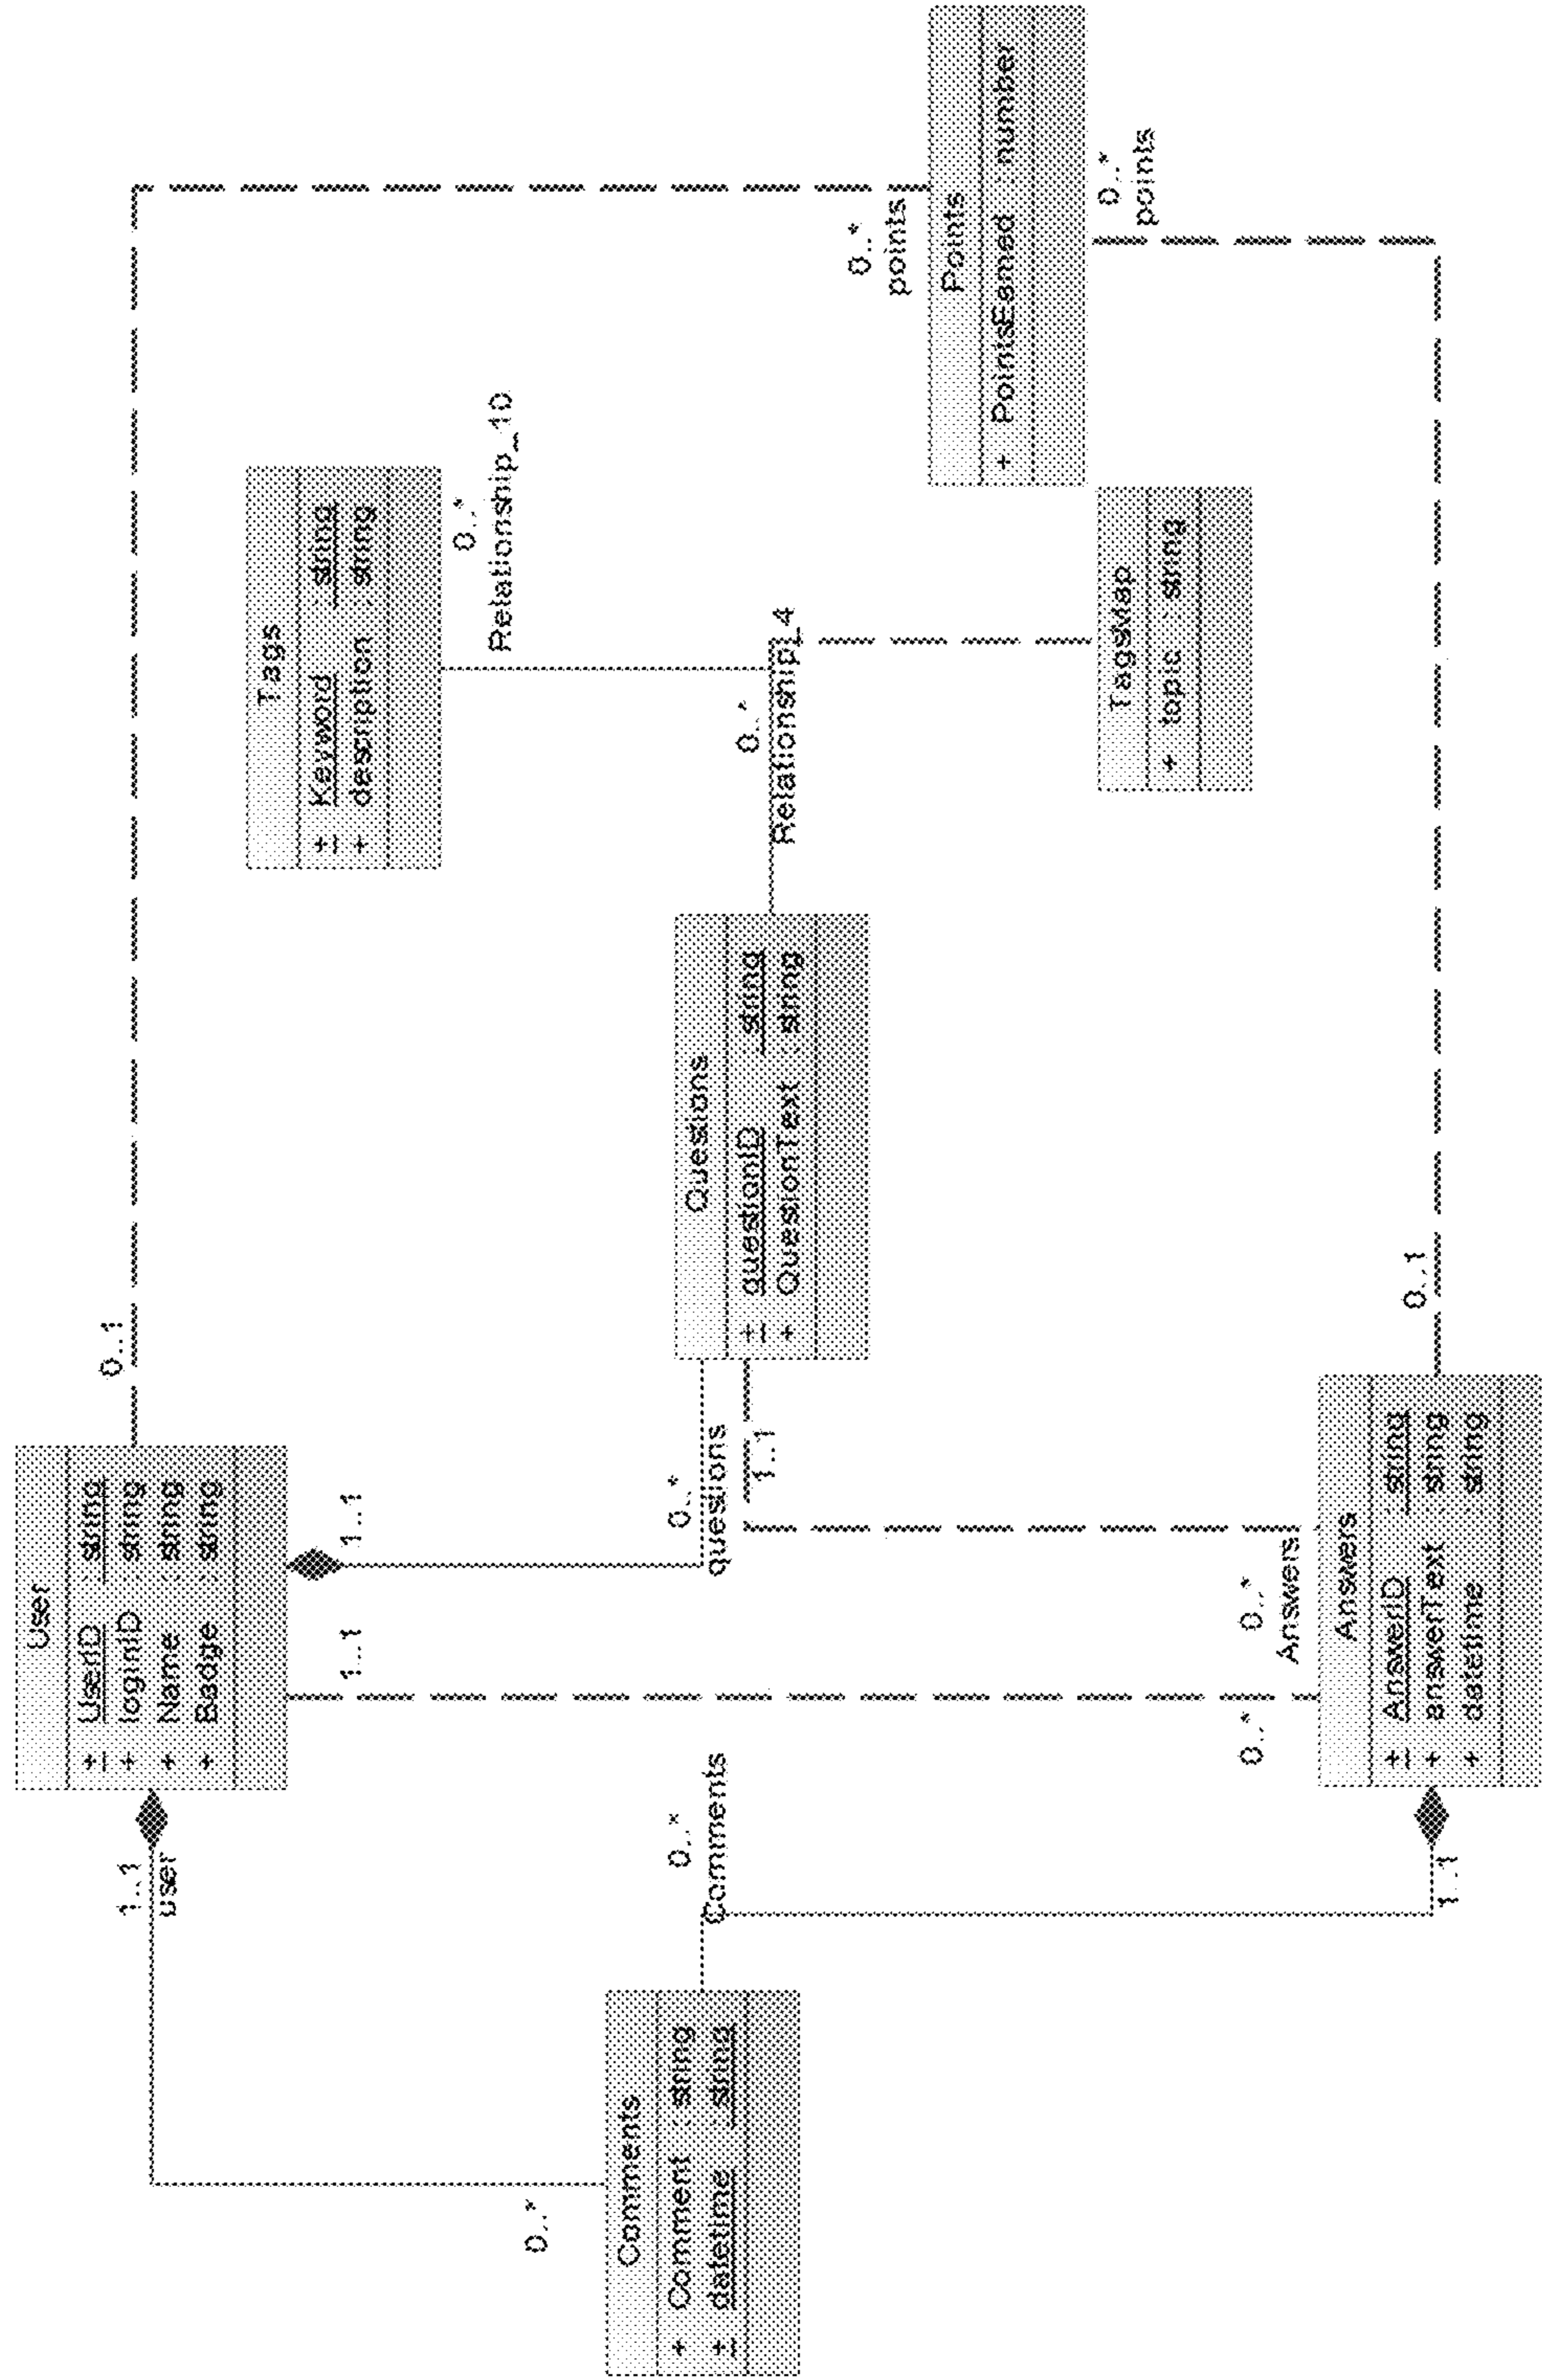 User
+ UserID : string
+ loginID : string
+ Name : string
+ Badge : string
1..1
user
0..*
1..1
0..*
1..1
0..*
questions
0..1
0..*
points
Comments
+ Comment : string
+ datetime : string
0..*
Comments
1..1
Questions
+ questionID : string
+ QuestionText : string
1..1
0..*
Answers
0..*
Relationship_4
Tags
+ Keyword : string
+ description : string
0..*
Relationship_10
Points
+ : number
0..*
points
TagsMap
+ topic : string
Answers
+ AnswerID : string
+ answerText : string
+ datetime : string
0..1